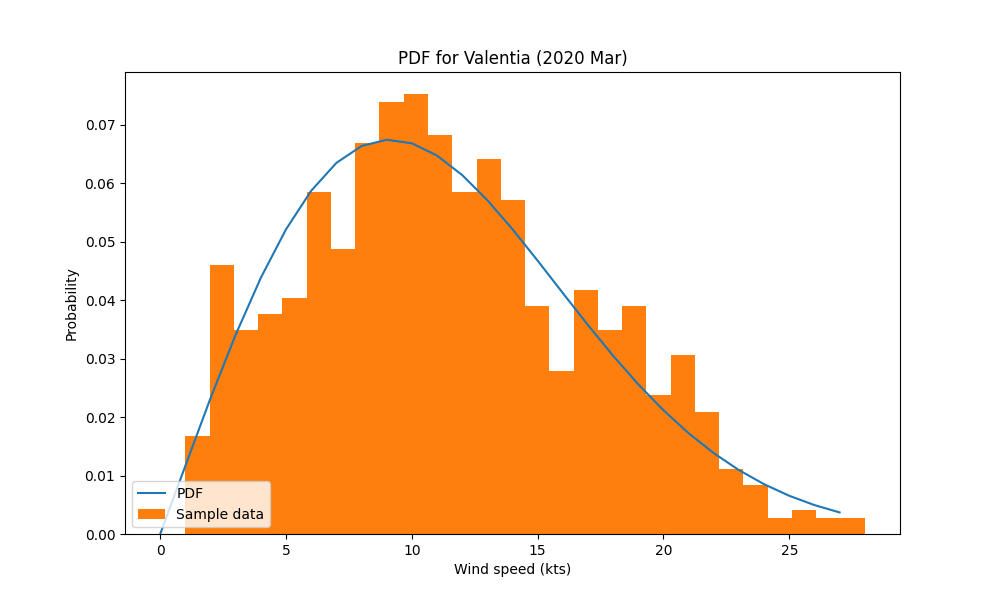 PDF for Valentia (2020 Mar)
Probability
0.07
0.06
0.05
0.04
0.03
0.02
0.01
0.00
PDF
Sample data
0 5 10 15 20 25
Wind speed (kts)